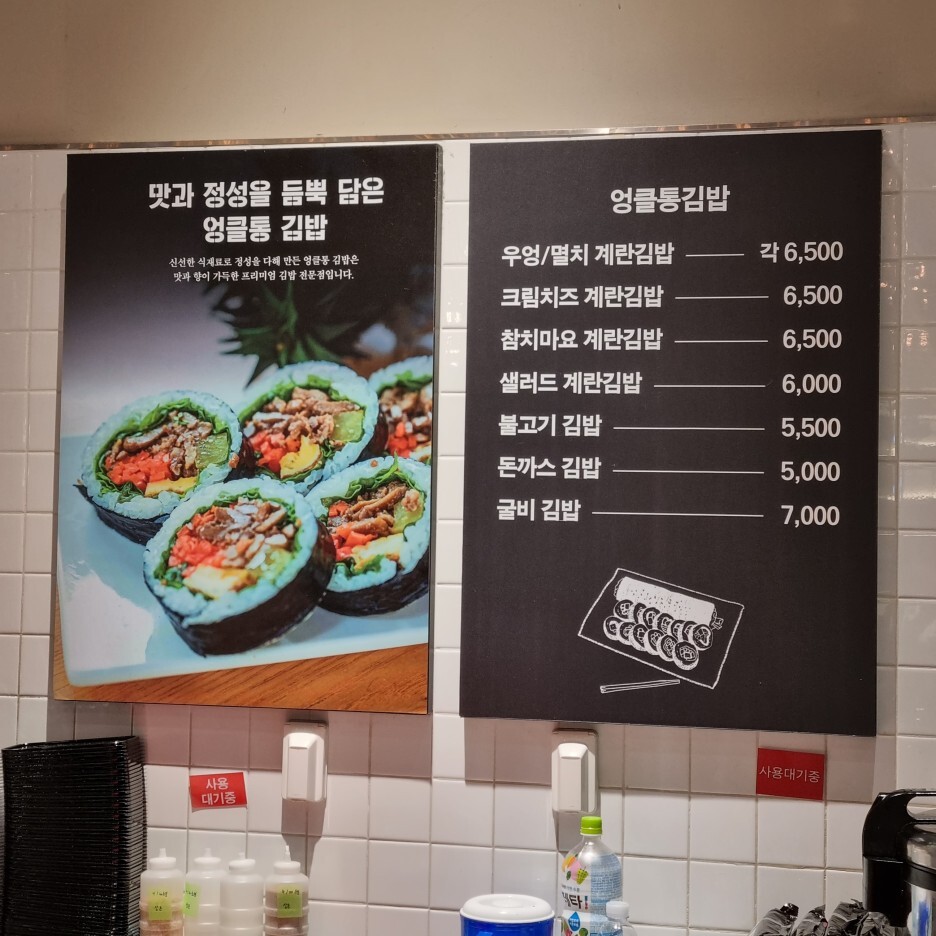 맛과 정성을 듬뿍 담은
엉클통 김밥
신선한 식재료로 정성을 다해 만든 엉클통 김밥은
맛과 향이 가득한 프리미엄 김밥 전문점입니다.
엉클통김밥
우엉/멸치 계란김밥 각 6,500
크림치즈 계란김밥 6,500
참치마요 계란김밥 6,500
샐러드 계란김밥 6,000
불고기 김밥 5,500
돈까스 김밥 5,000
굴비 김밥 7,000
사용
대기중
사용대기중